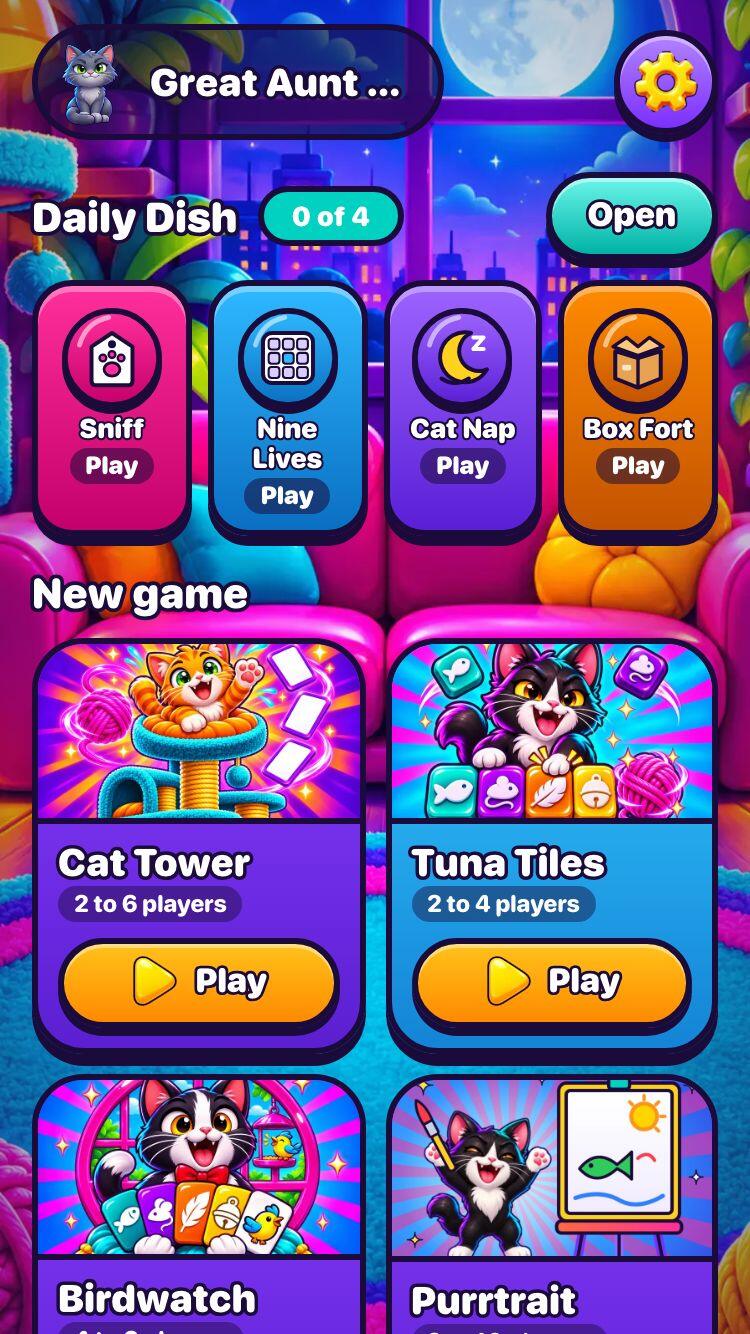 Great Aunt ...
Daily Dish
0 of 4
Open
Sniff
Play
Nine
Lives
Play
Cat Nap
Play
Box Fort
Play
New game
Cat Tower
2 to 6 players
Play
Tuna Tiles
2 to 4 players
Play
Birdwatch
Purrtrait